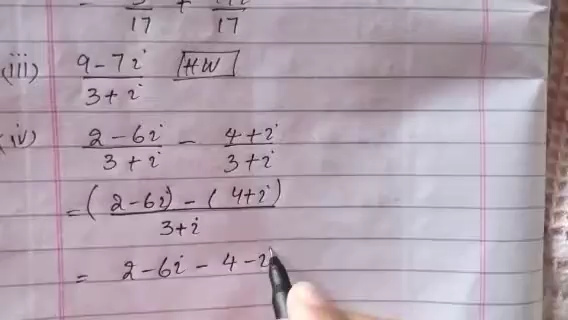 17 + 17
(iii) 9-7i / 3+i HW
(iv) 2-6i / 3+i - 4+i / 3+i
= (2-6i) - (4+i) / 3+i
= 2-6i-4-i